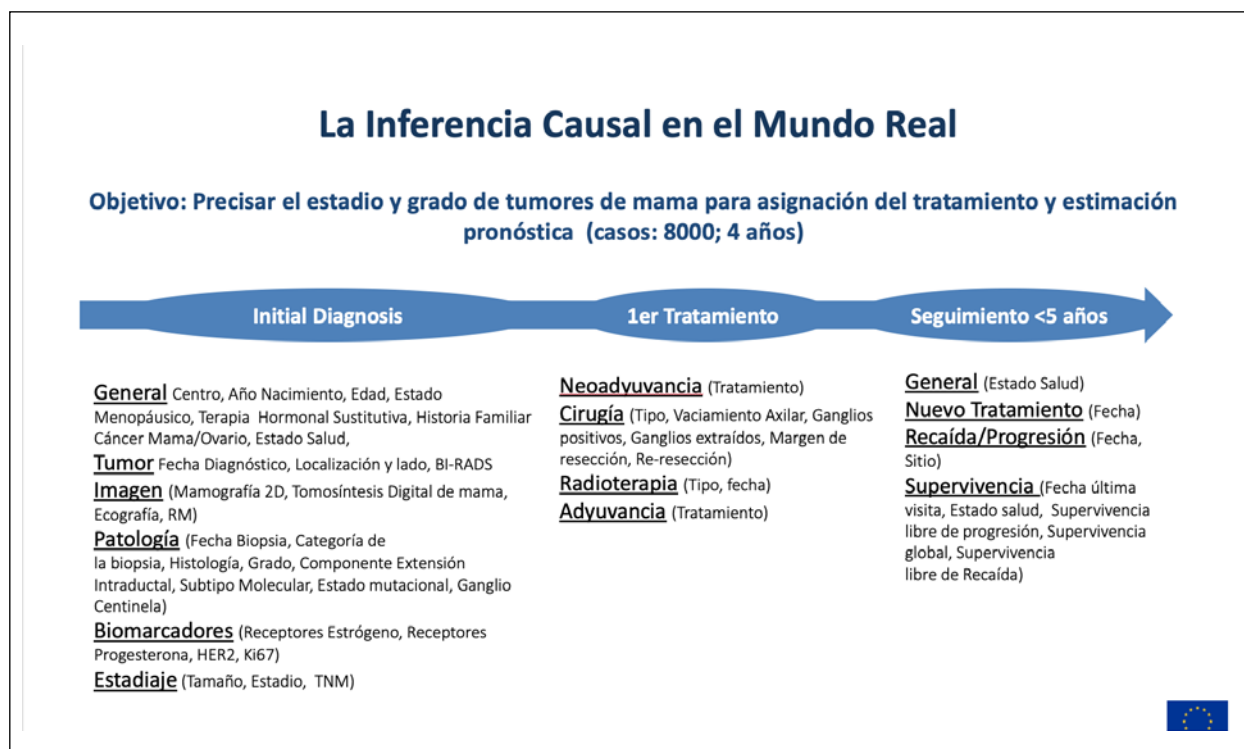 La Inferencia Causal en el Mundo Real
Objetivo: Precisar el estadio y grado de tumores de mama para asignación del tratamiento y estimación
pronóstica (casos: 8000; 4 años)
Initial Diagnosis
1er Tratamiento
Seguimiento <5 años
General Centro, Año Nacimiento, Edad, Estado
Menopáusico, Terapia Hormonal Sustitutiva, Historia Familiar
Cáncer Mama/Ovario, Estado Salud,
Tumor Fecha Diagnóstico, Localización y lado, BI-RADS
Imagen (Mamografía 2D, Tomosíntesis Digital de mama,
Ecografía, RM)
Patología (Fecha Biopsia, Categoría de
la biopsia, Histología, Grado, Componente Extensión
Intraductal, Subtipo Molecular, Estado mutacional, Ganglio
Centinela)
Biomarcadores (Receptores Estrógeno, Receptores
Progesterona, HER2, Ki67)
Estadiaje (Tamaño, Estadio, TNM)
Neoadyuvancia (Tratamiento)
Cirugía (Tipo, Vaciamiento Axilar, Ganglios
positivos, Ganglios extraídos, Margen de
resección, Re-resección)
Radioterapia (Tipo, fecha)
Adyuvancia (Tratamiento)
General (Estado Salud)
Nuevo Tratamiento (Fecha)
Recaída/Progresión (Fecha,
Sitio)
Supervivencia (Fecha última
visita, Estado salud, Supervivencia
libre de progresión, Supervivencia
global, Supervivencia
libre de Recaída)